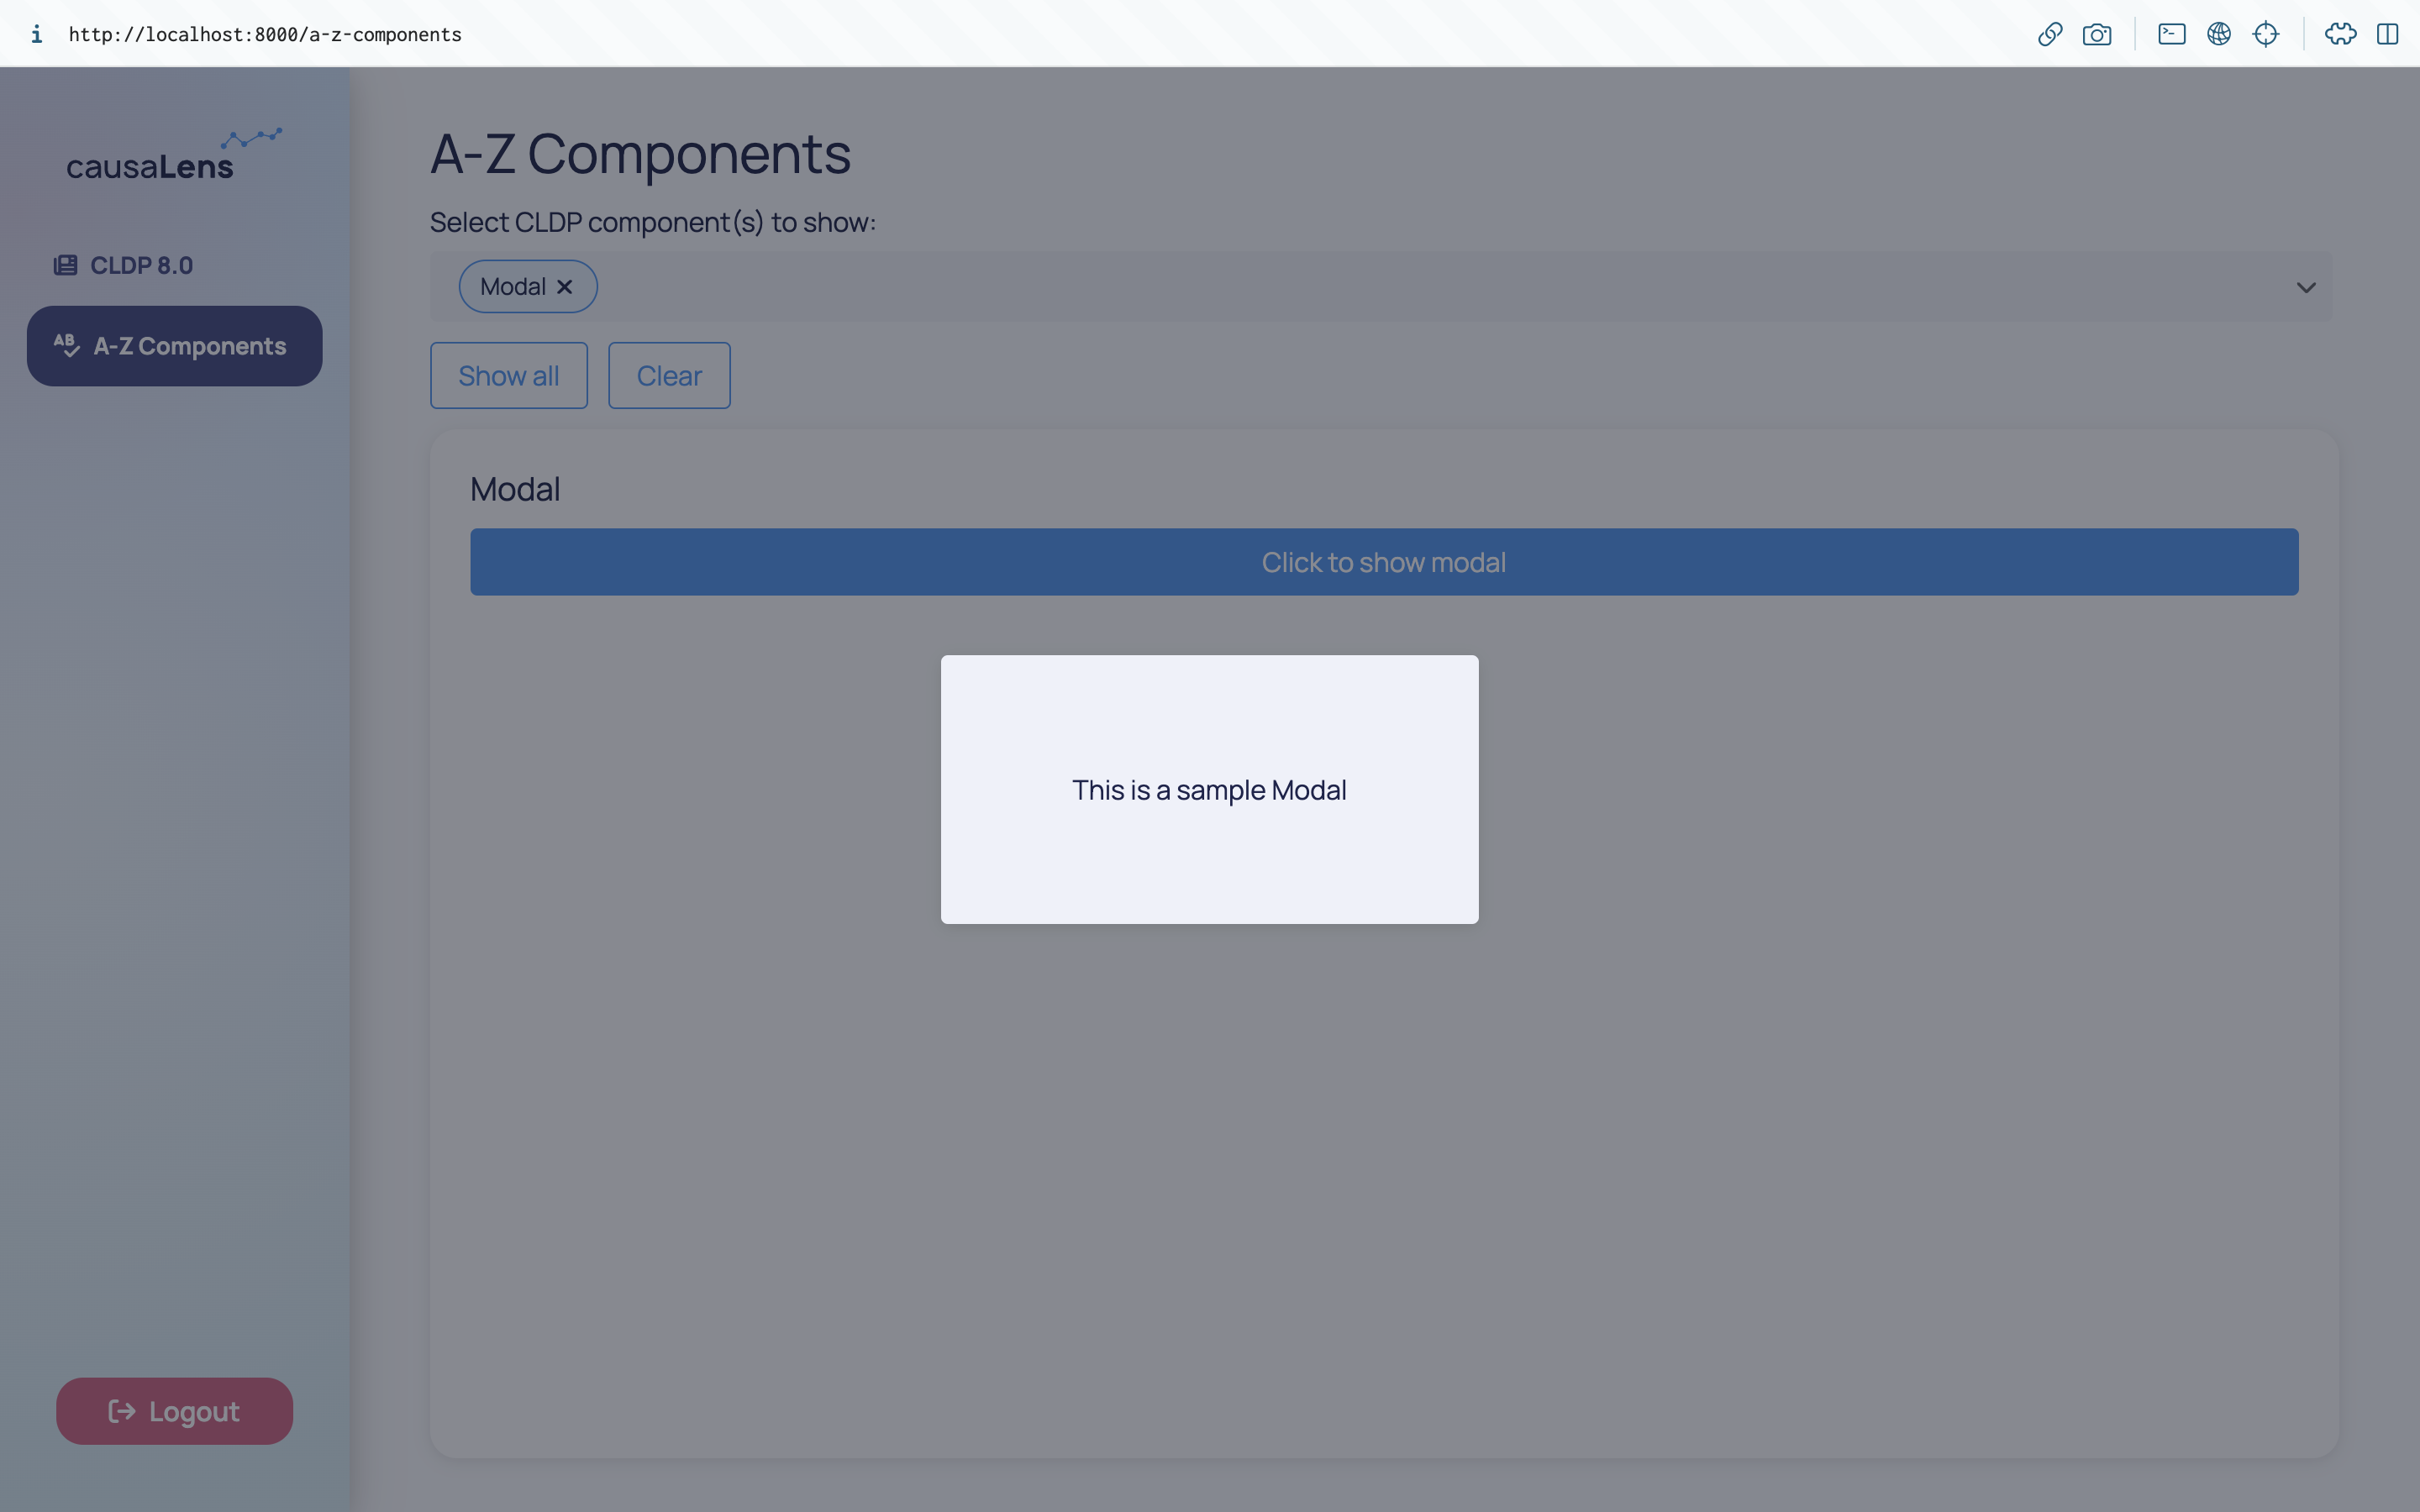 http://localhost:8000/a-z-components
causaLens
CLDP 8.0
A-Z Components
Logout
A-Z Components
Select CLDP component(s) to show:
Modal
Show all
Clear
Modal
Click to show modal
This is a sample Modal